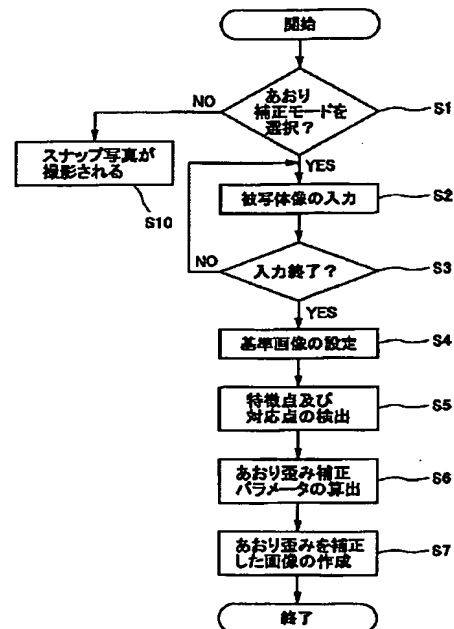 開始
あおり
補正モードを
選択？
S1
NO
YES
スナップ写真が
撮影される
S10
被写体像の入力
S2
入力終了？
S3
NO
YES
基準画像の設定
S4
特徴点及び
対応点の検出
S5
あおり歪み補正
パラメータの算出
S6
あおり歪みを補正
した画像の作成
S7
終了